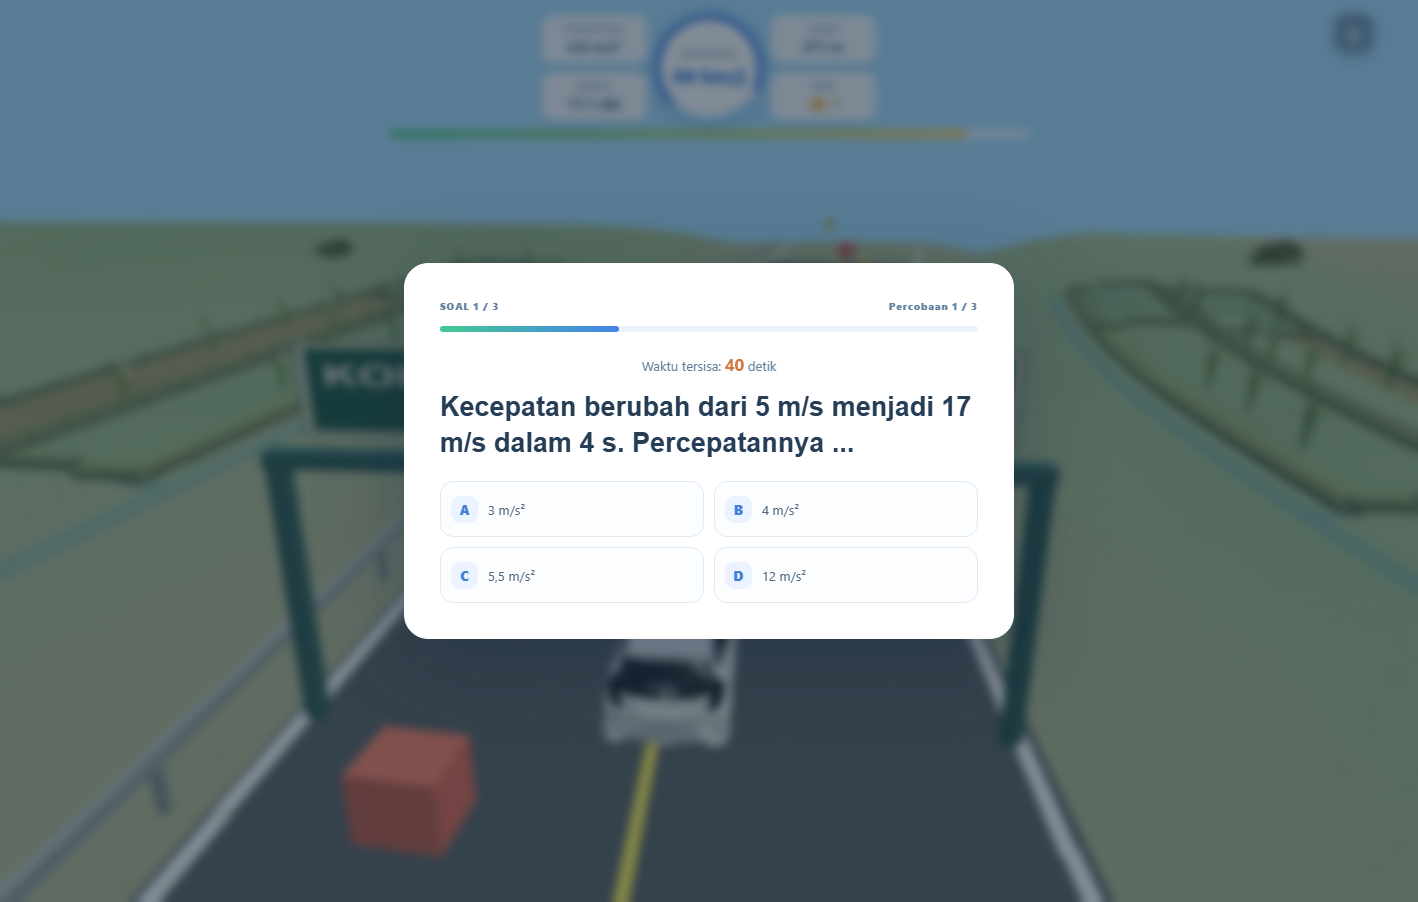 SOAL 1 / 3
Percobaan 1 / 3
Waktu tersisa: 40 detik
Kecepatan berubah dari 5 m/s menjadi 17
m/s dalam 4 s. Percepatannya ...
A 3 m/s²
B 4 m/s²
C 5,5 m/s²
D 12 m/s²